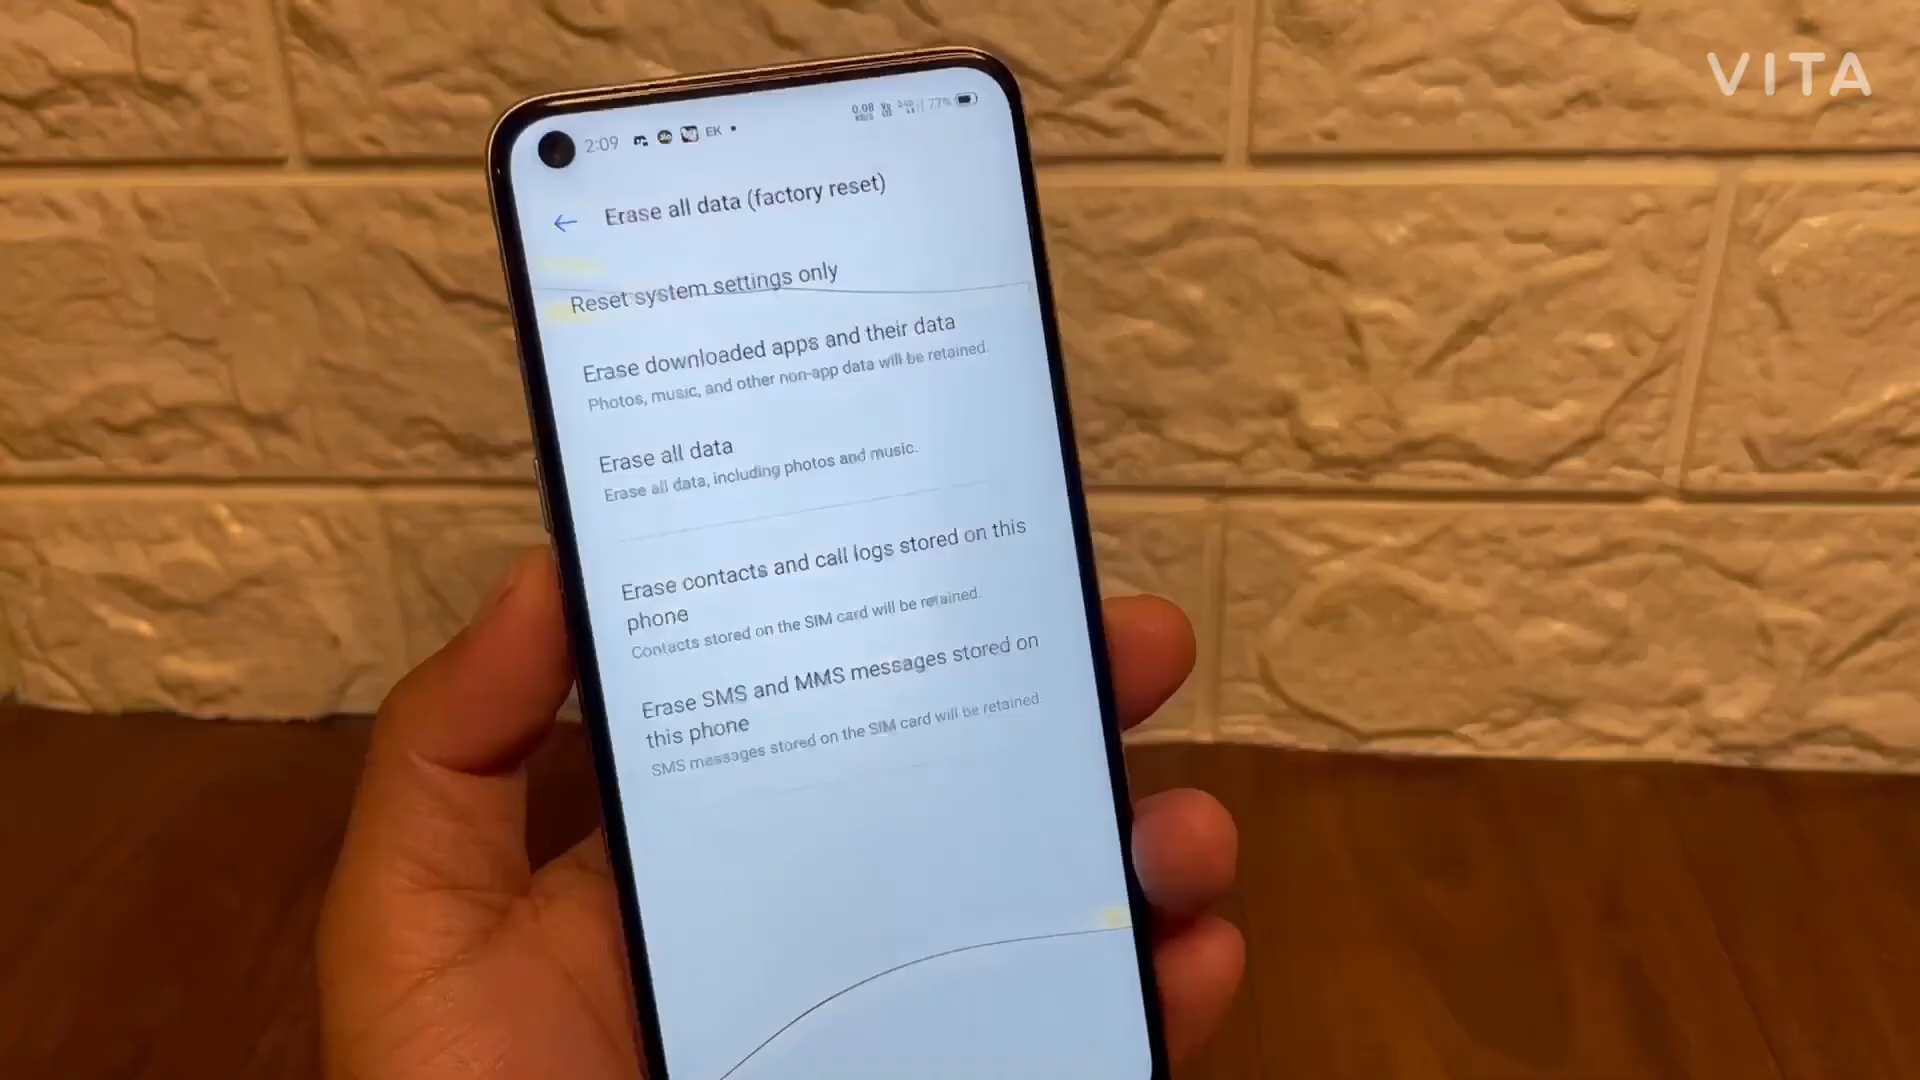 VITA
2:09 EK 77%
0.08
KB/S
Erase all data (factory reset)
Reset system settings only
Erase downloaded apps and their data
Photos, music, and other non-app data will be retained.
Erase all data
Erase all data, including photos and music.
Erase contacts and call logs stored on this
phone
Contacts stored on the SIM card will be retained.
Erase SMS and MMS messages stored on
this phone
SMS messages stored on the SIM card will be retained.